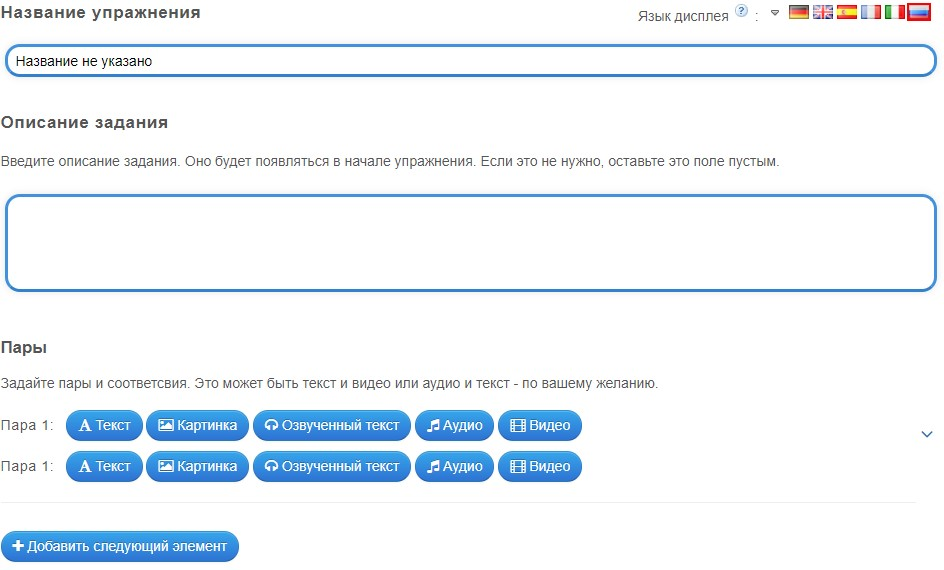 Название упражнения
Язык дисплея ? :
Название не указано
Описание задания
Введите описание задания. Оно будет появляться в начале упражнения. Если это не нужно, оставьте это поле пустым.
Пары
Задайте пары и соответсвия. Это может быть текст и видео или аудио и текст - по вашему желанию.
Пара 1: A Текст Картинка Озвученный текст Аудио Видео
Пара 1: A Текст Картинка Озвученный текст Аудио Видео
+ Добавить следующий элемент